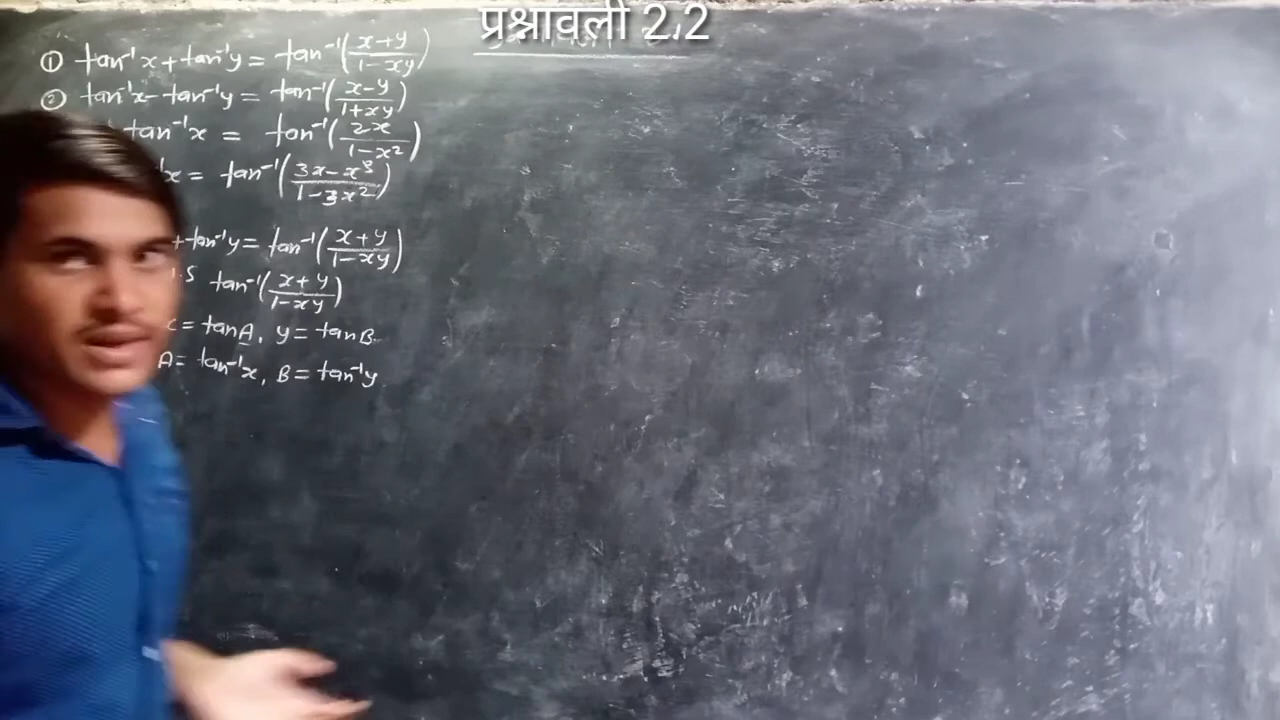 प्रश्नावली 2.2
① tan⁻¹x + tan⁻¹y = tan⁻¹(x+y/1-xy)
② tan⁻¹x - tan⁻¹y = tan⁻¹(x-y/1+xy)
tan⁻¹x = tan⁻¹(2x/1-x²)
x = tan⁻¹(3x-x³/1-3x²)
+ tan⁻¹y = tan⁻¹(x+y/1-xy)
.S tan⁻¹(x+y/1-xy)
= tanA, y = tanB
A = tan⁻¹x, B = tan⁻¹y